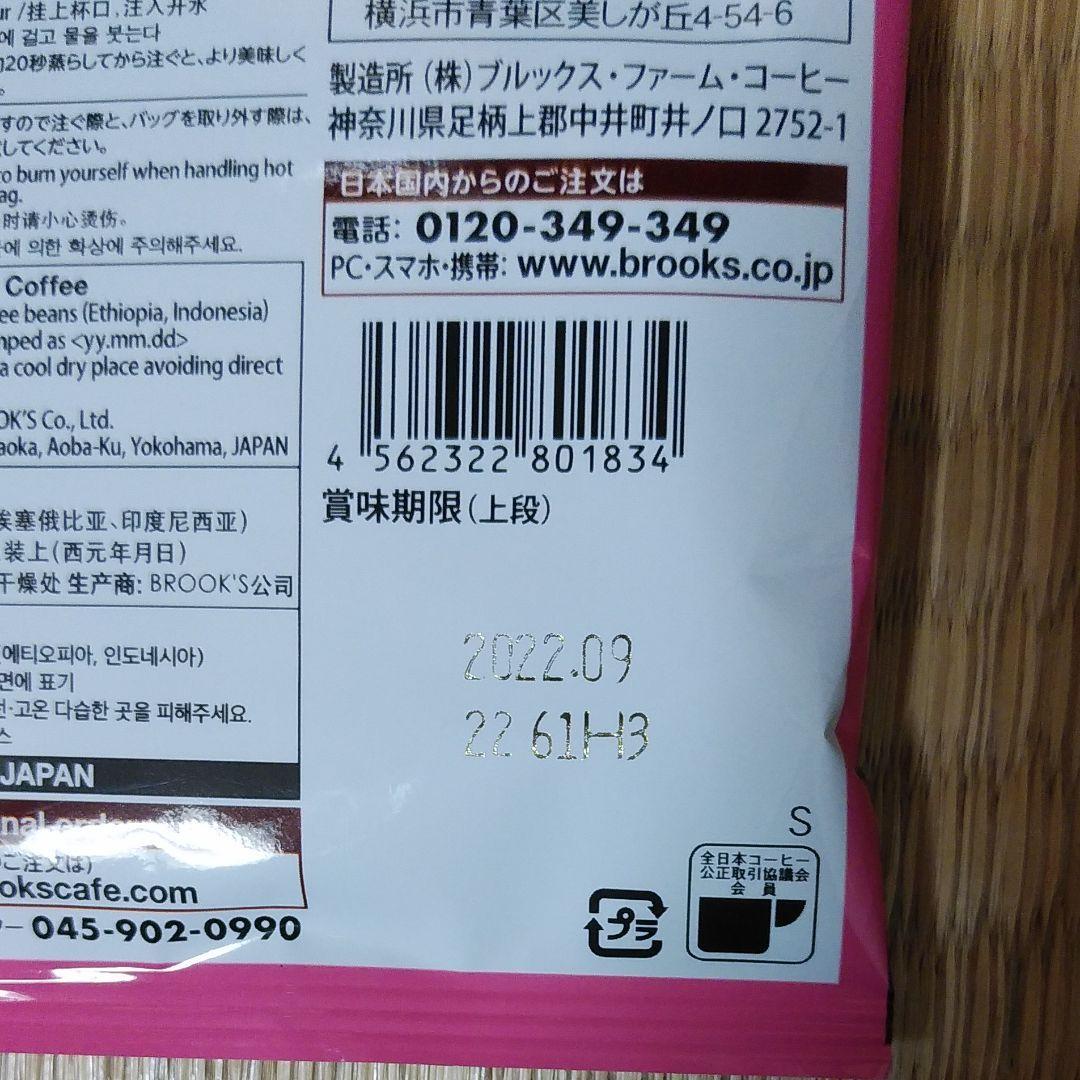 ur /挂上杯口,注入开水
에 걸고 물을 붓는다
20秒蒸らしてから注ぐと、より美味しく
。
すので注ぐ際と、バッグを取り外す際は、
してください。
to burn yourself when handling hot
ag.
时请小心烫伤。
에 의한 화상에 주의해주세요.
Coffee
ee beans (Ethiopia, Indonesia)
mped as <yy.mm.dd>
a cool dry place avoiding direct
OK'S Co., Ltd.
aoka, Aoba-Ku, Yokohama, JAPAN
埃塞俄比亚、印度尼西亚)
装上(西元年月日)
干燥处 生产商: BROOK'S公司
(에티오피아, 인도네시아)
면에 표기
·고온 다습한 곳을 피해주세요.
스
JAPAN
nal
ご注文は)
okscafe.com
ー 045-902-0990
横浜市青葉区美しが丘4-54-6
製造所 (株)ブルックス・ファーム・コーヒー
神奈川県足柄上郡中井町井ノ口 2752-1
日本国内からのご注文は
電話: 0120-349-349
PC・スマホ・携帯: www.brooks.co.jp
4 562322 801834
賞味期限(上段)
2022.09
22 61H3
S
全日本コーヒー
公正取引協議会
会 員
プラ